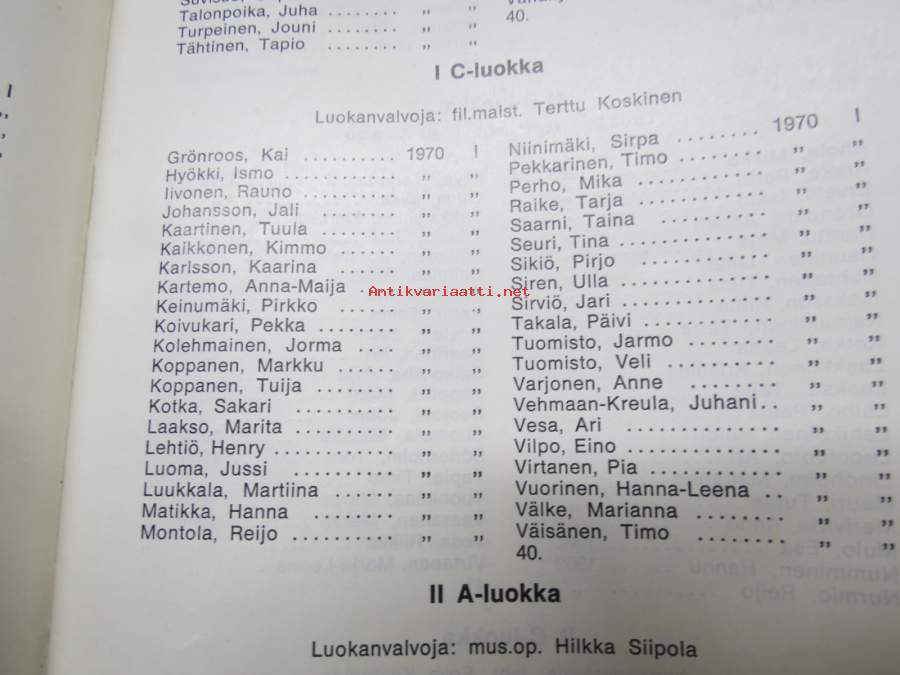 Talonpoika, Juha ........ „ „
Turpeinen, Jouni ........ „ „
Tähtinen, Tapio ........ „ „
40.
I C-luokka
Luokanvalvoja: fil.maist. Terttu Koskinen
Grönroos, Kai .......... 1970 I
Hyökki, Ismo ............ „ „
Iivonen, Rauno .......... „ „
Johansson, Jali .......... „ „
Kaartinen, Tuula ........ „ „
Kaikkonen, Kimmo ...... „ „
Karlsson, Kaarina ...... „ „
Kartemo, Anna-Maija .... „ „
Keinumäki, Pirkko ...... „ „
Koivukari, Pekka ........ „ „
Kolehmainen, Jorma .... „ „
Koppanen, Markku ...... „ „
Koppanen, Tuija ........ „ „
Kotka, Sakari .......... „ „
Laakso, Marita .......... „ „
Lehtiö, Henry ............ „ „
Luoma, Jussi .......... „ „
Luukkala, Martiina ...... „ „
Matikka, Hanna ........ „ „
Montola, Reijo .......... „ „
Niinimäki, Sirpa ........ 1970 I
Pekkarinen, Timo ........ „ „
Perho, Mika ............ „ „
Raike, Tarja ............ „ „
Saarni, Taina .......... „ „
Seuri, Tina .............. „ „
Sikiö, Pirjo ............ „ „
Siren, Ulla ............ „ „
Sirviö, Jari ............ „ „
Takala, Päivi ............ „ „
Tuomisto, Jarmo ........ „ „
Tuomisto, Veli .......... „ „
Varjonen, Anne ........ „ „
Vehmaan-Kreula, Juhani.. „ „
Vesa, Ari .............. „ „
Vilpo, Eino .............. „ „
Virtanen, Pia ............ „ „
Vuorinen, Hanna-Leena .. „ „
Välke, Marianna ........ „ „
Väisänen, Timo ........ „ „
40.
Antikvariaatti.net
II A-luokka
Luokanvalvoja: mus.op. Hilkka Siipola